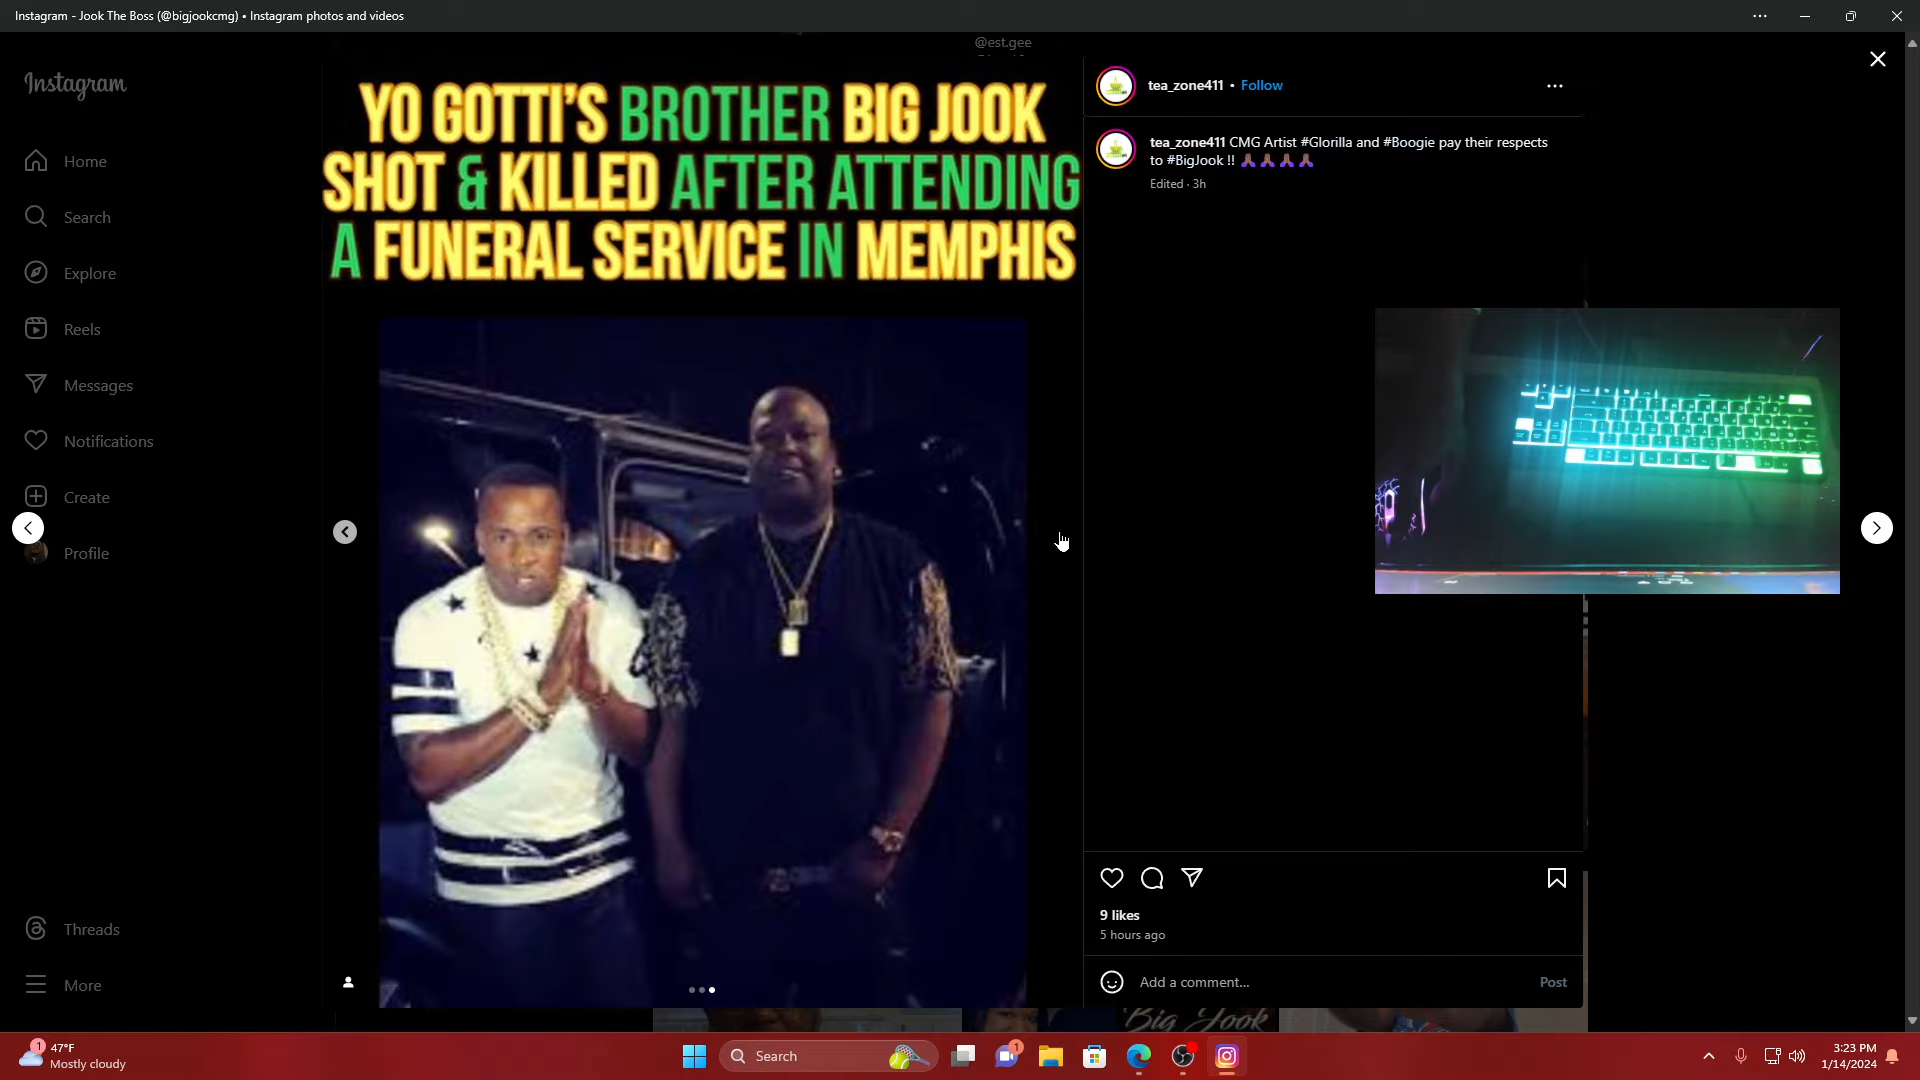 Instagram - Jook The Boss (@bigjookcmg) • Instagram photos and videos
@est.gee
Instagram
Home
Search
Explore
Reels
Messages
Notifications
Create
Profile
Threads
More
YO GOTTI'S BROTHER BIG JOOK
SHOT & KILLED AFTER ATTENDING
A FUNERAL SERVICE IN MEMPHIS
tea_zone411 • Follow
tea_zone411 CMG Artist #Glorilla and #Boogie pay their respects
to #BigJook !!
Edited · 3h
9 likes
5 hours ago
Add a comment...
Post
Big Jook
1
47°F
Mostly cloudy
Search
1
3:23 PM
1/14/2024